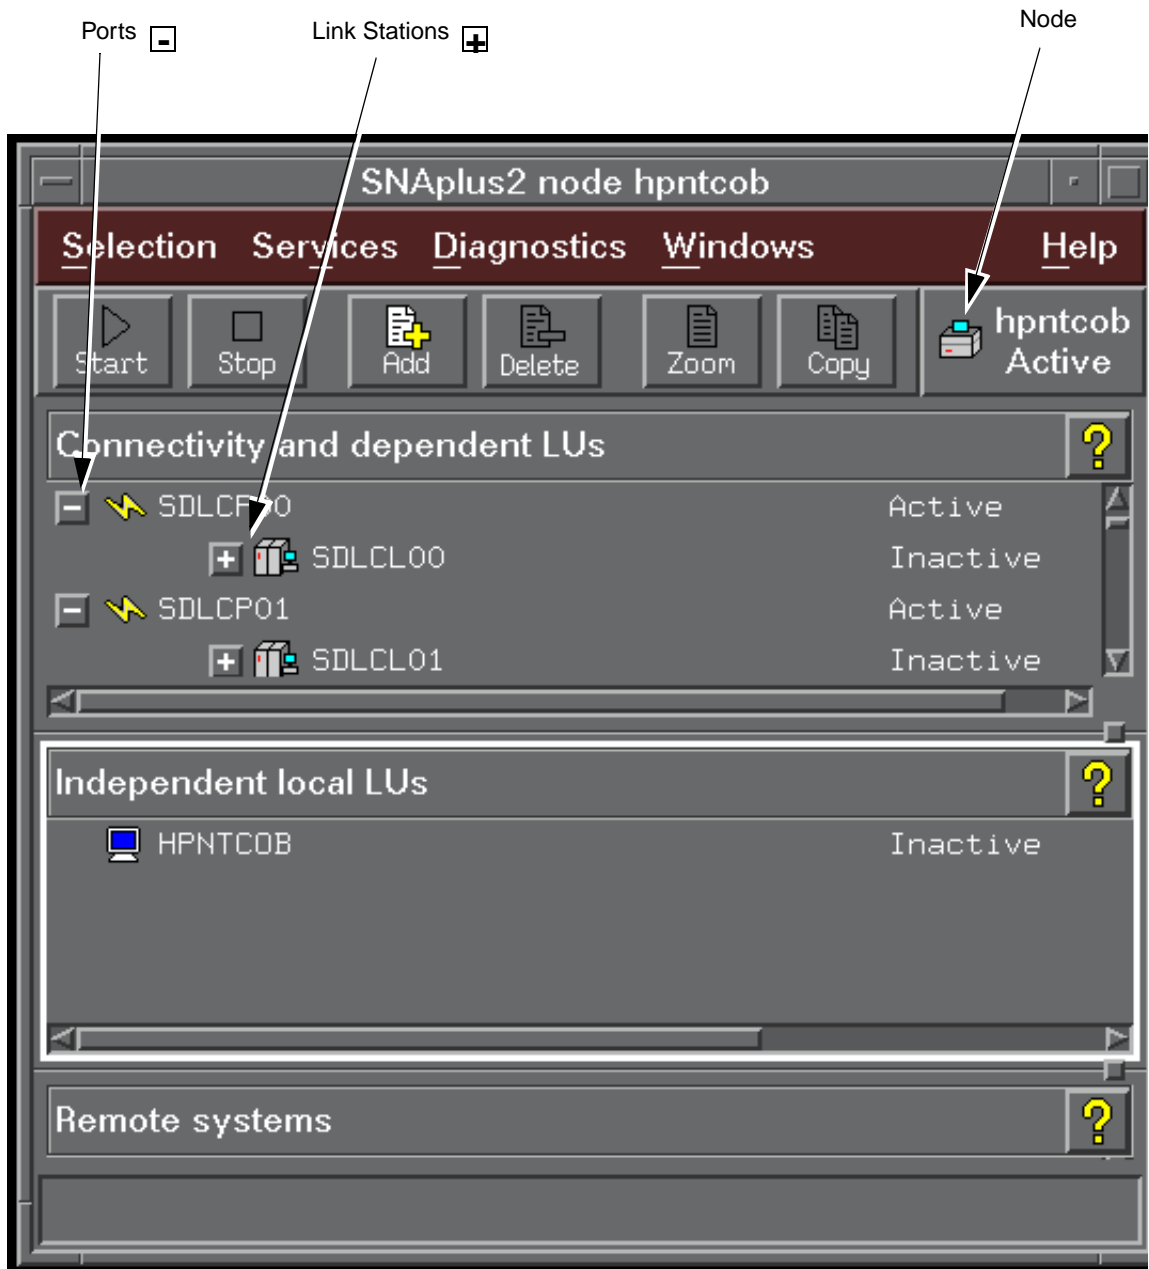 Ports -
Link Stations +
Node
SNAplus2 node hpntcob
Selection Services Diagnostics Windows Help
Start Stop Add Delete Zoom Copy
hpntcob
Active
Connectivity and dependent LUs ?
SDLCP00 Active
SDLCL00 Inactive
SDLCP01 Active
SDLCL01 Inactive
Independent local LUs ?
HPNTCOB Inactive
Remote systems ?